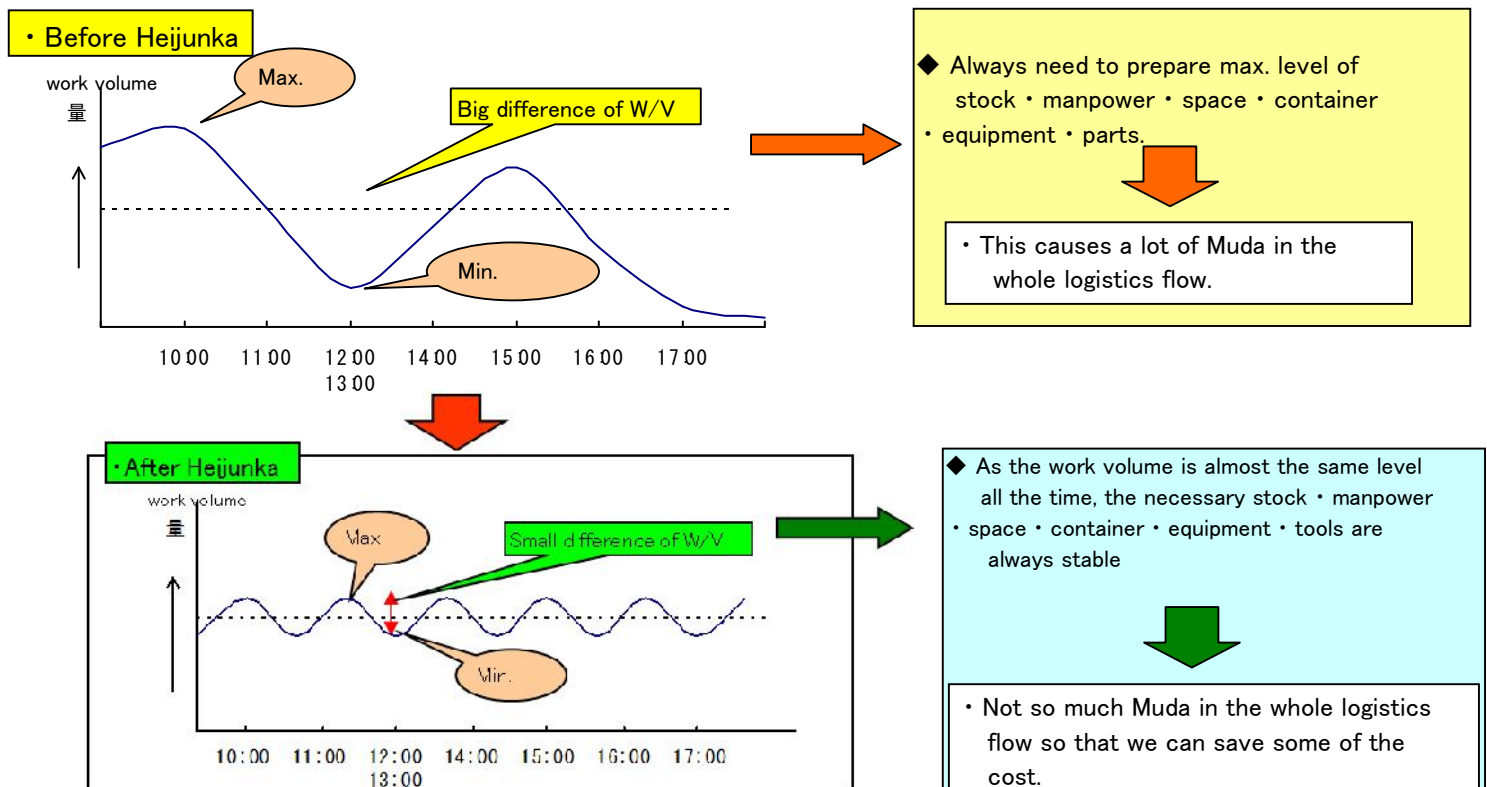 ・Before Heijunka
work volume
量
Max.
Big difference of W/V
Min.
10:00 11:00 12:00 14:00 15:00 16:00 17:00
13:00
◆ Always need to prepare max. level of
stock・manpower・space・container
・equipment・parts.
・This causes a lot of Muda in the
whole logistics flow.
・After Heijunka
work volume
量
Max
Small difference of W/V
Min.
10:00 11:00 12:00 14:00 15:00 16:00 17:00
13:00
◆ As the work volume is almost the same level
all the time, the necessary stock・manpower
・space・container・equipment・tools are
always stable
・Not so much Muda in the whole logistics
flow so that we can save some of the
cost.